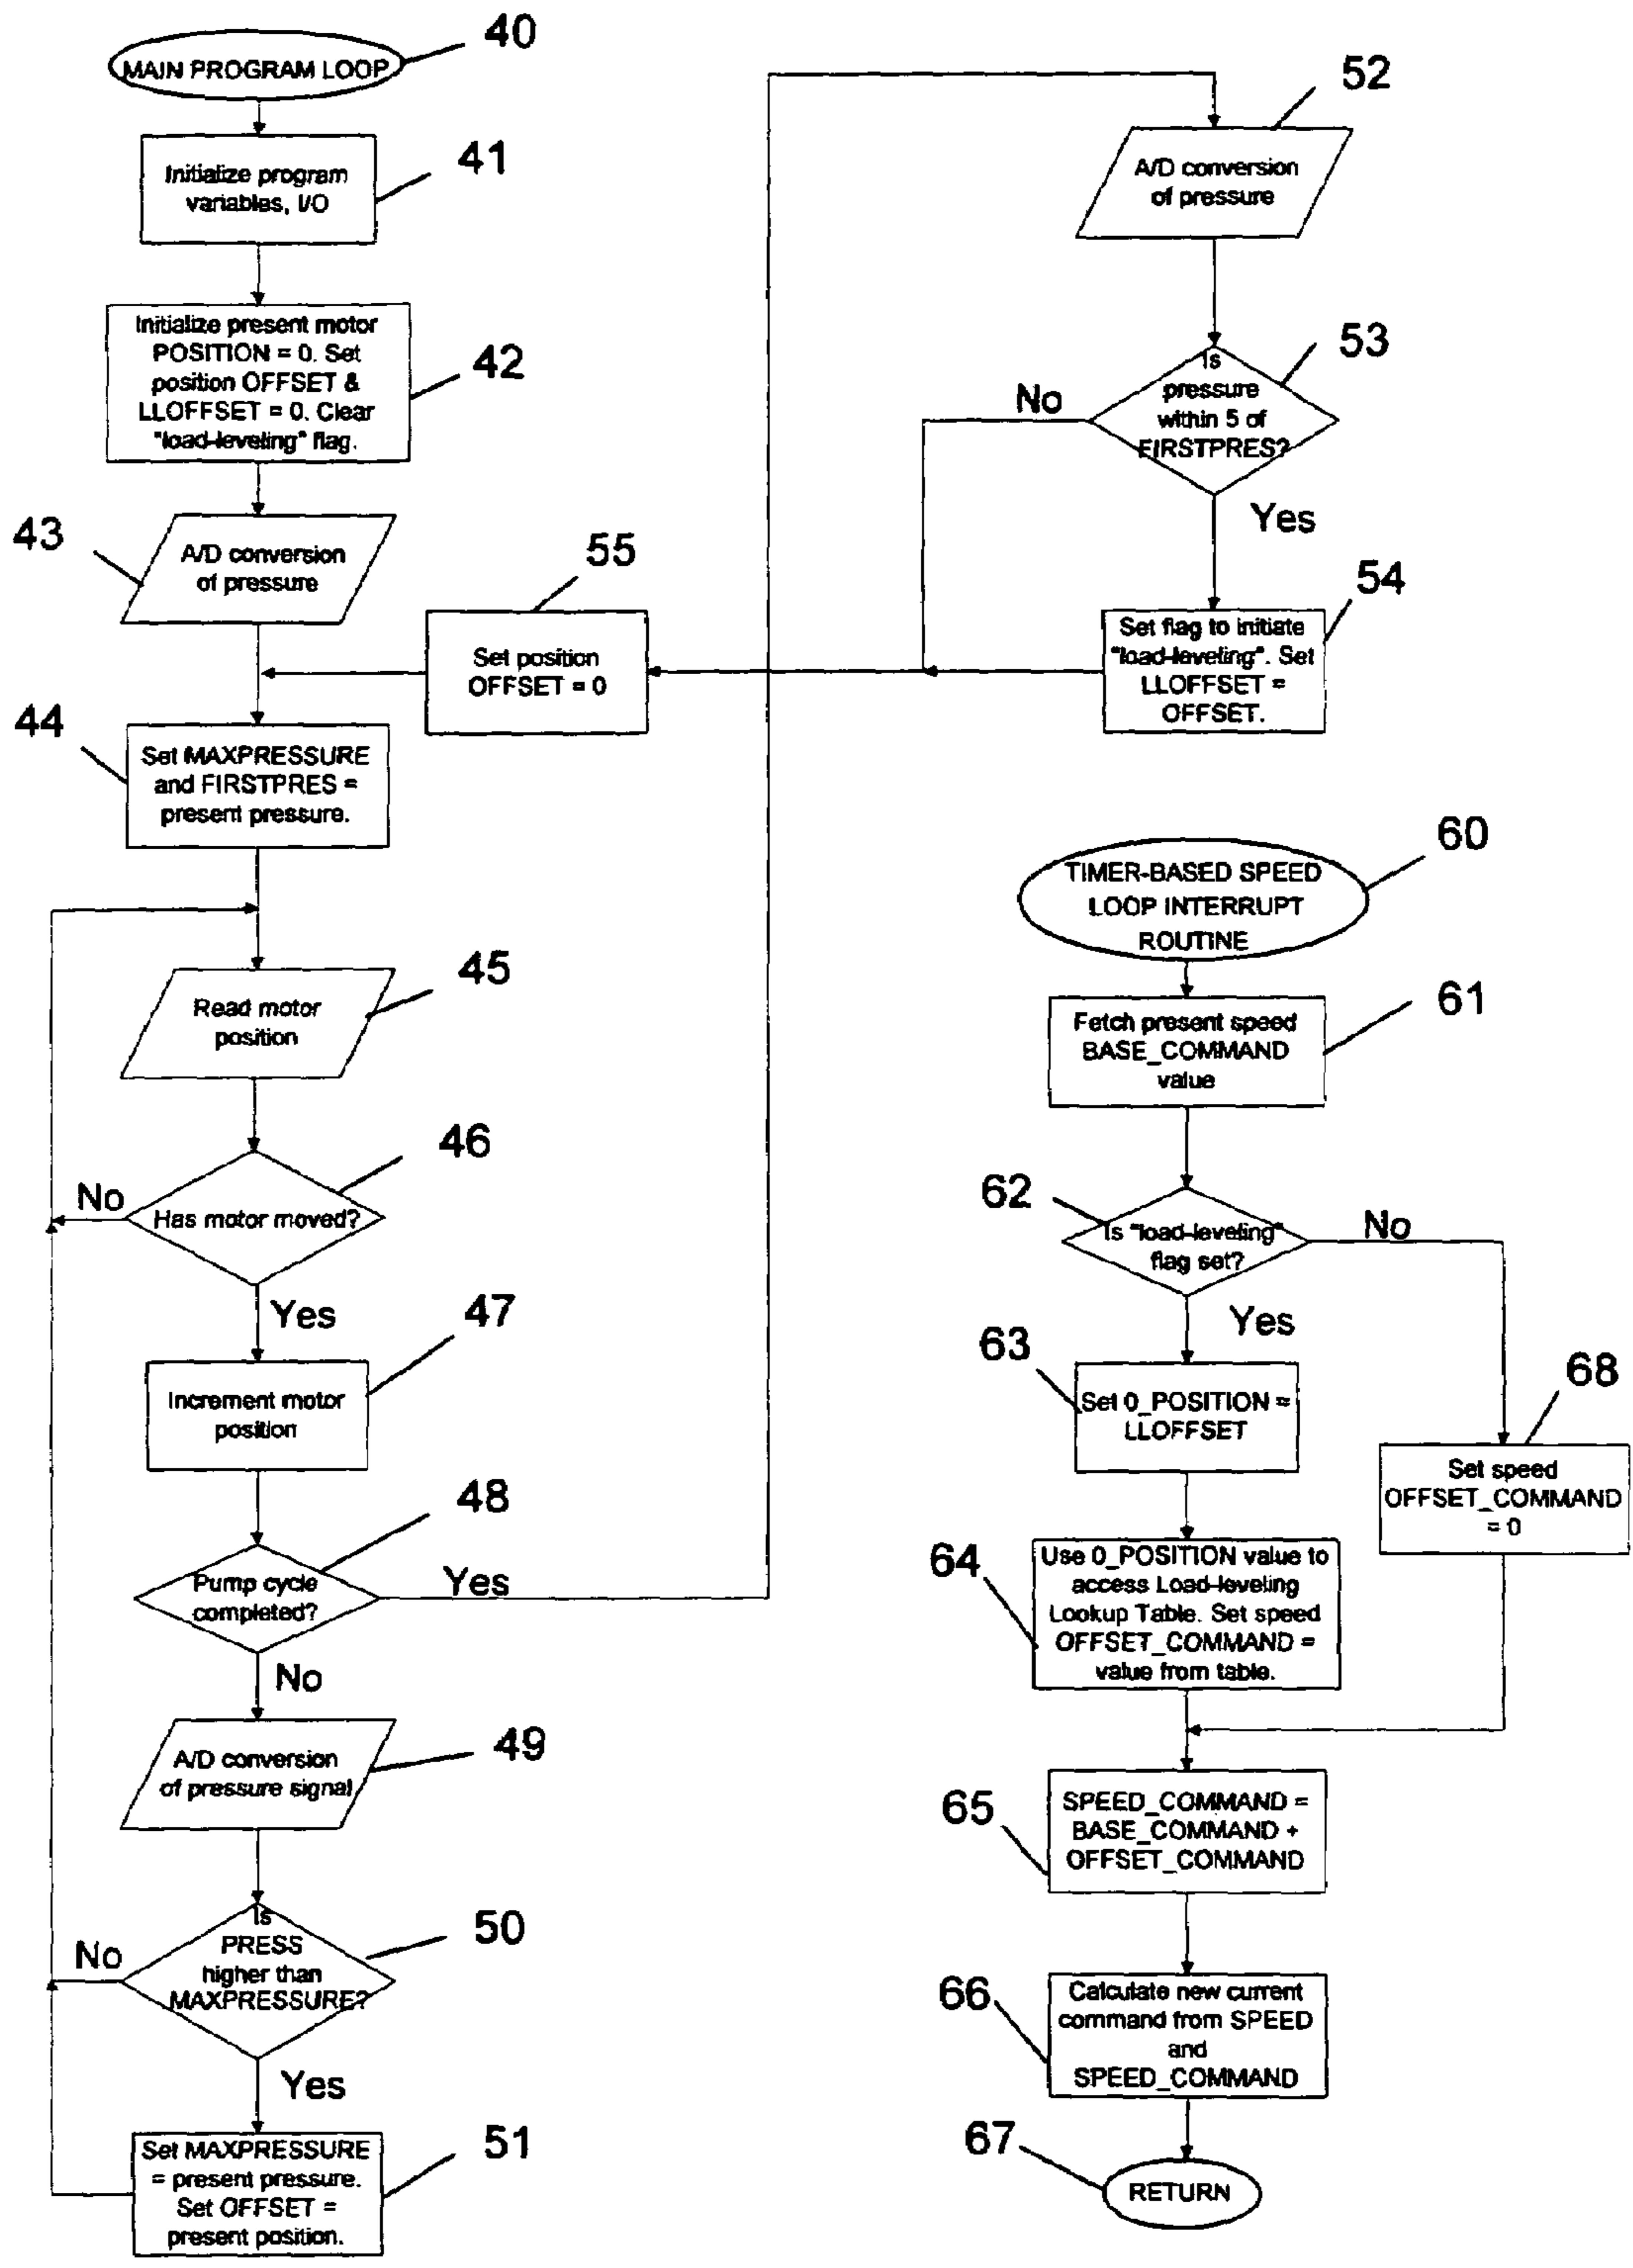 40
MAIN PROGRAM LOOP
41
Initialize program
variables, I/O
42
Initialize present motor
POSITION = 0. Set
position OFFSET &
LLOFFSET = 0. Clear
"load-leveling" flag.
43
A/D conversion
of pressure
44
Set MAXPRESSURE
and FIRSTPRES =
present pressure.
45
Read motor
position
46
Has motor moved?
No
Yes
47
Increment motor
position
48
Pump cycle
completed?
Yes
No
49
A/D conversion
of pressure signal
50
Is
PRESS
higher than
MAXPRESSURE?
No
Yes
51
Set MAXPRESSURE
= present pressure.
Set OFFSET =
present position.
52
A/D conversion
of pressure
53
Is
pressure
within 5 of
FIRSTPRES?
No
Yes
54
Set flag to initiate
"load-leveling". Set
LLOFFSET =
OFFSET.
55
Set position
OFFSET = 0
60
TIMER-BASED SPEED
LOOP INTERRUPT
ROUTINE
61
Fetch present speed
BASE_COMMAND
value
62
Is "load-leveling"
flag set?
No
Yes
63
Set 0_POSITION =
LLOFFSET
68
Set speed
OFFSET_COMMAND
= 0
64
Use 0_POSITION value to
access Load-leveling
Lookup Table. Set speed
OFFSET_COMMAND =
value from table.
65
SPEED_COMMAND =
BASE_COMMAND +
OFFSET_COMMAND
66
Calculate new current
command from SPEED
and
SPEED_COMMAND
67
RETURN